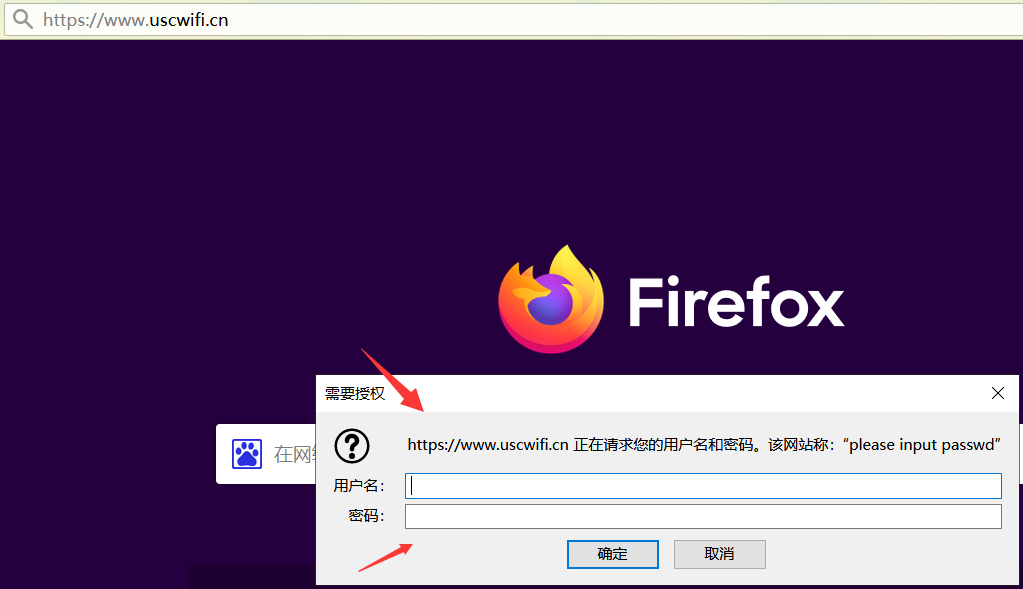 https://www.uscwifi.cn
Firefox
需要授权
在网
https://www.uscwifi.cn 正在请求您的用户名和密码。该网站称：“please input passwd”
用户名：
密码：
确定
取消